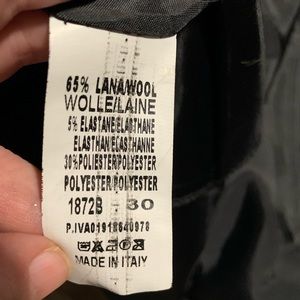 65% LANA/WOOL
WOLLE/LAINE
5% ELASTANE/ELASTHANE
ELASTHAN/ELASTHANNE
30% POLIESTER/POLYESTER
POLYESTER/POLYESTER
1872B 30
P.IVA01918640978
MADE IN ITALY